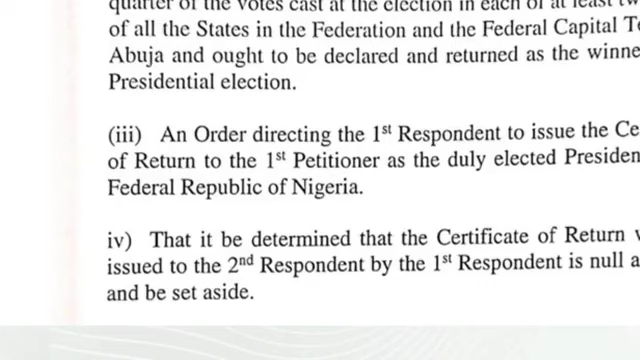 quarter of the votes cast at the election in each of at least
of all the States in the Federation and the Federal Capital
Abuja and ought to be declared and returned as the
Presidential election.
(iii) An Order directing the 1st Respondent to issue the
of Return to the 1st Petitioner as the duly elected
Federal Republic of Nigeria.
iv) That it be determined that the Certificate of Return
issued to the 2nd Respondent by the 1st Respondent is null
and be set aside.